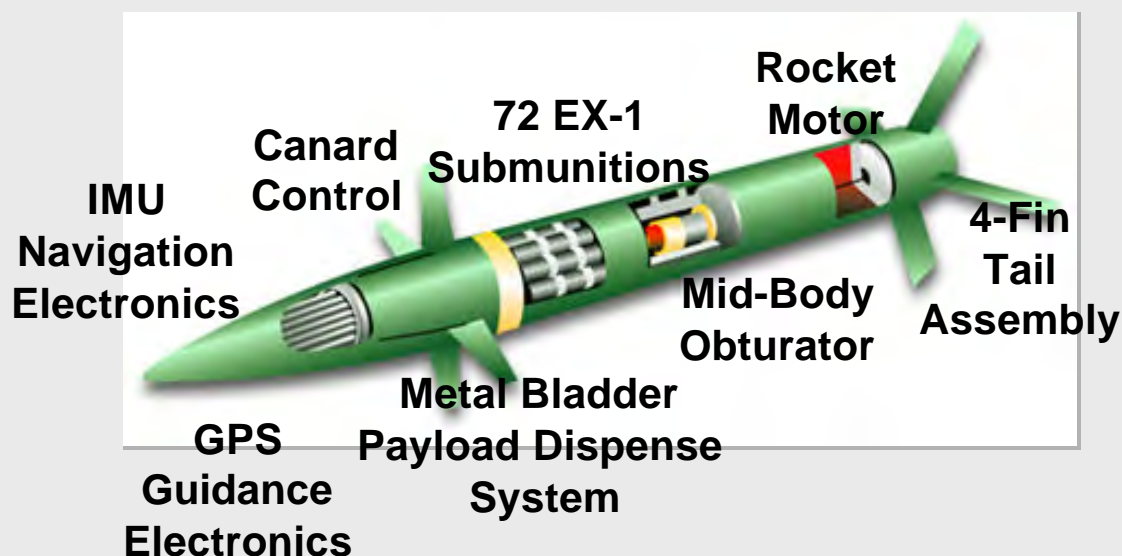 Rocket
Motor
72 EX-1
Submunitions
Canard
Control
IMU
Navigation
Electronics
4-Fin
Tail
Assembly
Mid-Body
Obturator
Metal Bladder
Payload Dispense
System
GPS
Guidance
Electronics